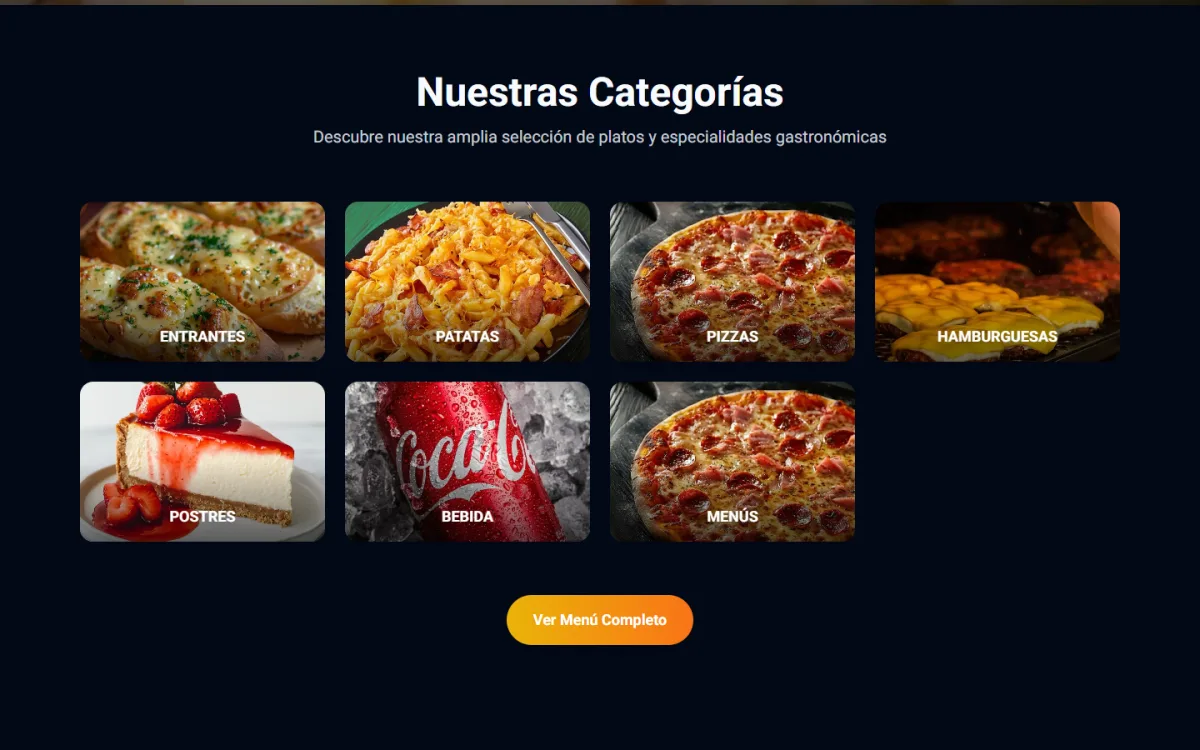 Nuestras Categorías
Descubre nuestra amplia selección de platos y especialidades gastronómicas
ENTRANTES
PATATAS
PIZZAS
HAMBURGUESAS
POSTRES
Coca-C
BEBIDA
MENÚS
Ver Menú Completo